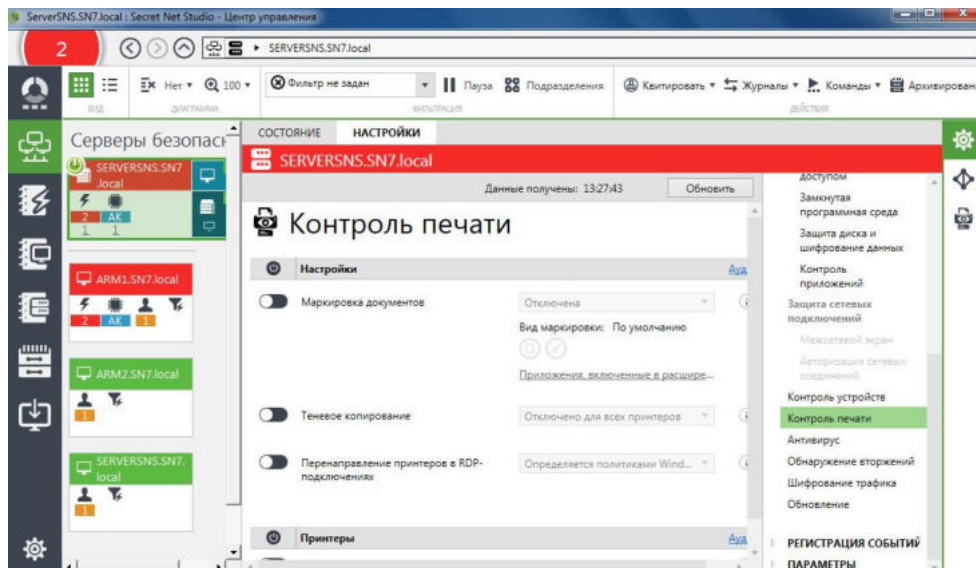 ServerSNS.SN7.local : Secret Net Studio - Центр управления
2
SERVERSNS.SN7.local
Нет
100
Фильтр не задан
Пауза
Подразделения
Квитировать
Журналы
Команды
Архивирован
ВИД
ДИАГРАММА
ФИЛЬТРАЦИЯ
ДЕЙСТВИЯ
Серверы безопасн
SERVERSNS.SN7
.local
2 АК
1 1
ARM1.SN7.local
2 АК 1
ARM2.SN7.local
1
SERVERSNS.SN7.
local
1
СОСТОЯНИЕ НАСТРОЙКИ
SERVERSNS.SN7.local
Данные получены: 13:27:43
Обновить
Контроль печати
Настройки
Ауд
Маркировка документов
Отключена
Вид маркировки: По умолчанию
Приложения, включенные в расшире...
Теневое копирование
Отключено для всех принтеров
Перенаправление принтеров в RDP-
подключениях
Определяется политиками Wind...
Принтеры
Ауд
доступом
Замкнутая
программная среда
Защита диска и
шифрование данных
Контроль
приложений
Защита сетевых
подключений
Межсетевой экран
Авторизация сетевых
соединений
Контроль устройств
Контроль печати
Антивирус
Обнаружение вторжений
Шифрование трафика
Обновление
РЕГИСТРАЦИЯ СОБЫТИЙ
ПАРАМЕТРЫ